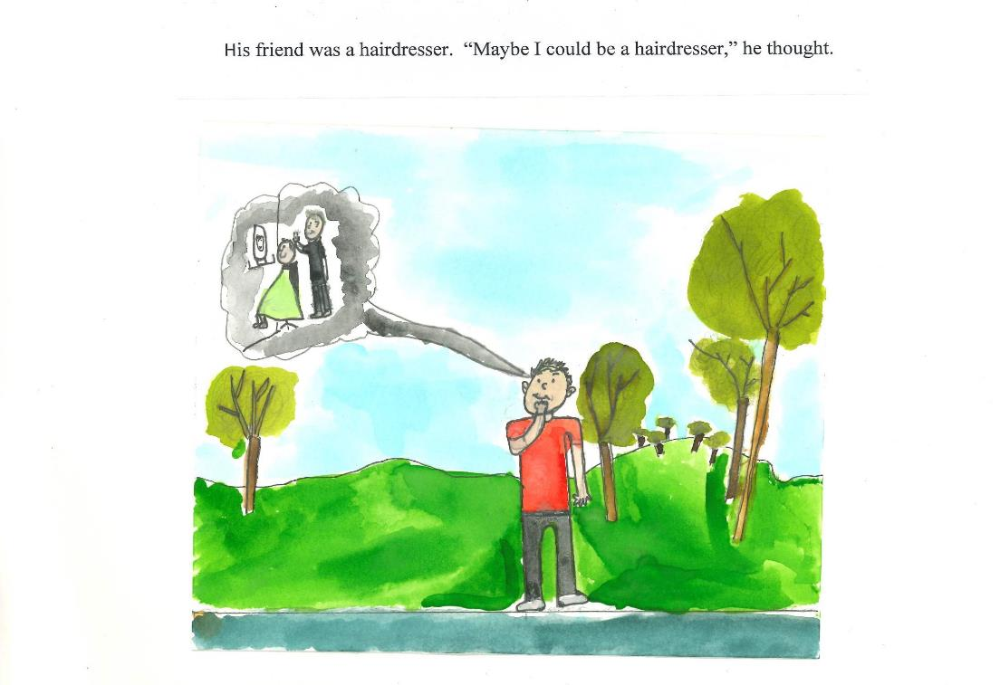 His friend was a hairdresser.  “Maybe I could be a hairdresser,” he thought.